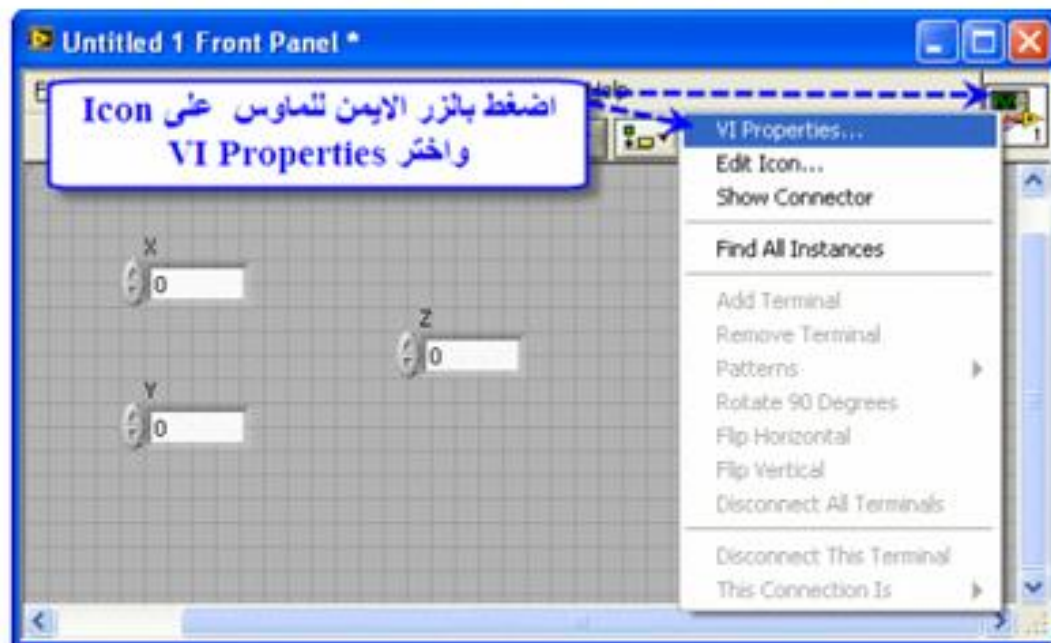 Untitled 1 Front Panel *
Help
اضغط بالزر الايمن للماوس على Icon
واختر VI Properties
1
VI Properties...
Edit Icon...
Show Connector
Find All Instances
Add Terminal
Remove Terminal
Patterns
Rotate 90 Degrees
Flip Horizontal
Flip Vertical
Disconnect All Terminals
Disconnect This Terminal
This Connection Is
X
0
Z
0
Y
0